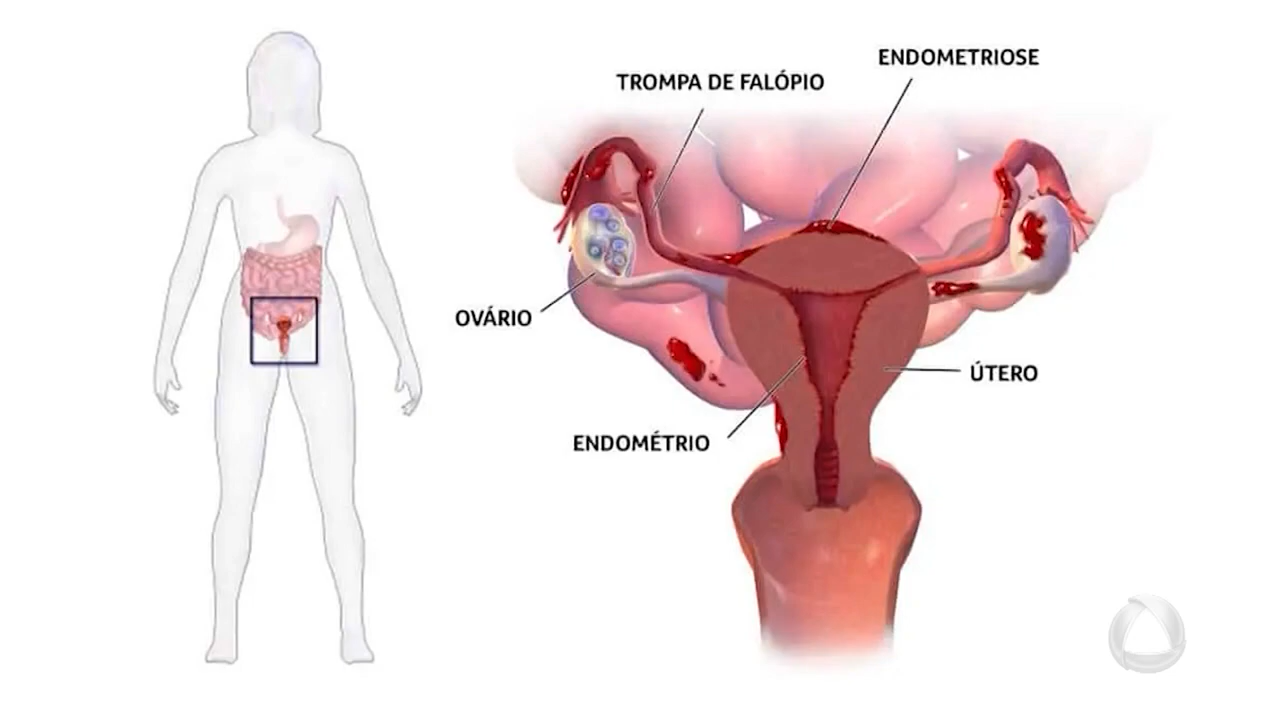 ENDOMETRIOSE
TROMPA DE FALÓPIO
OVÁRIO
ÚTERO
ENDOMÉTRIO